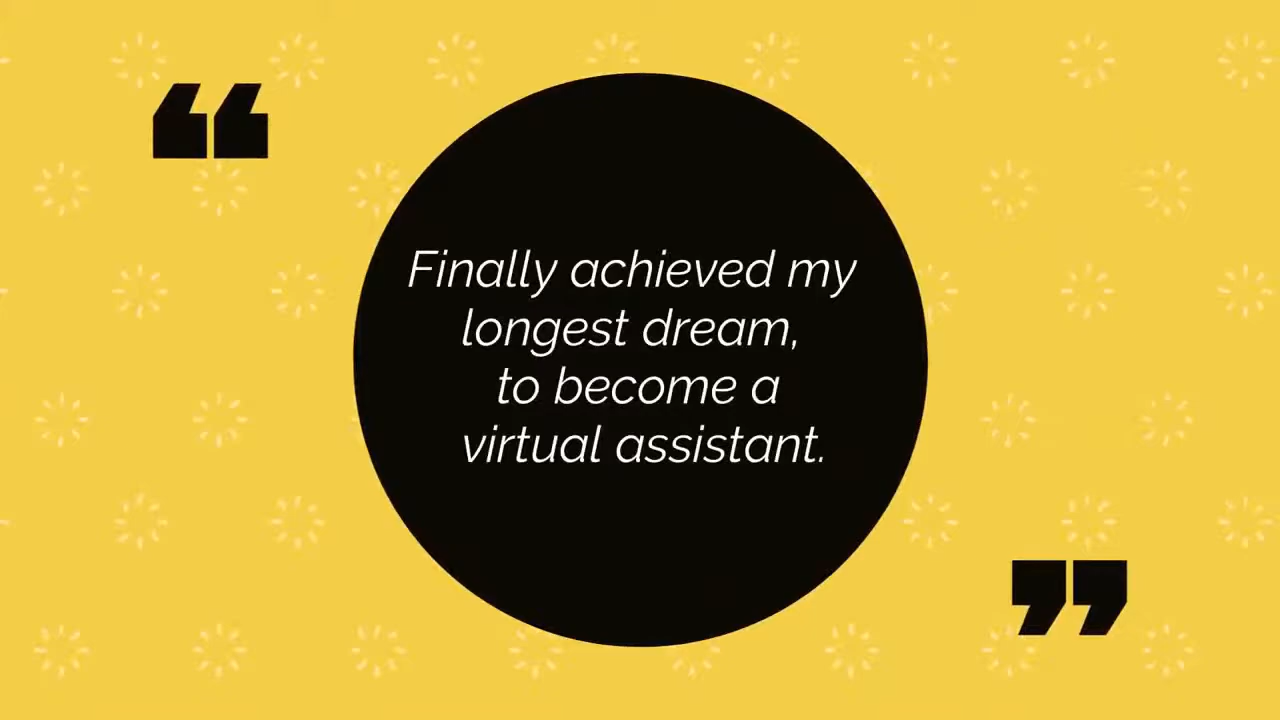 “
Finally achieved my
longest dream,
to become a
virtual assistant.
”